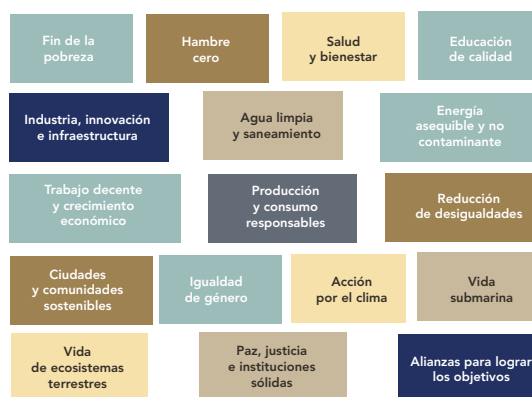 Fin de la
pobreza
Hambre
cero
Salud
y bienestar
Educación
de calidad
Industria, innovación
e infraestructura
Agua limpia
y saneamiento
Energía
asequible y no
contaminante
Trabajo decente
y crecimiento
económico
Producción
y consumo
responsables
Reducción
de desigualdades
Ciudades
y comunidades
sostenibles
Igualdad
de género
Acción
por el clima
Vida
submarina
Vida
de ecosistemas
terrestres
Paz, justicia
e instituciones
sólidas
Alianzas para lograr
los objetivos